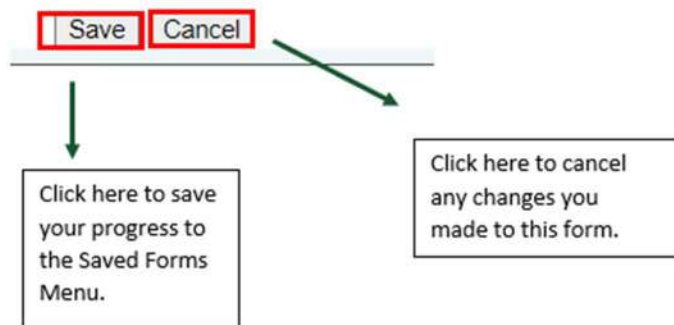 Save Cancel
Click here to save
your progress to
the Saved Forms
Menu.
Click here to cancel
any changes you
made to this form.